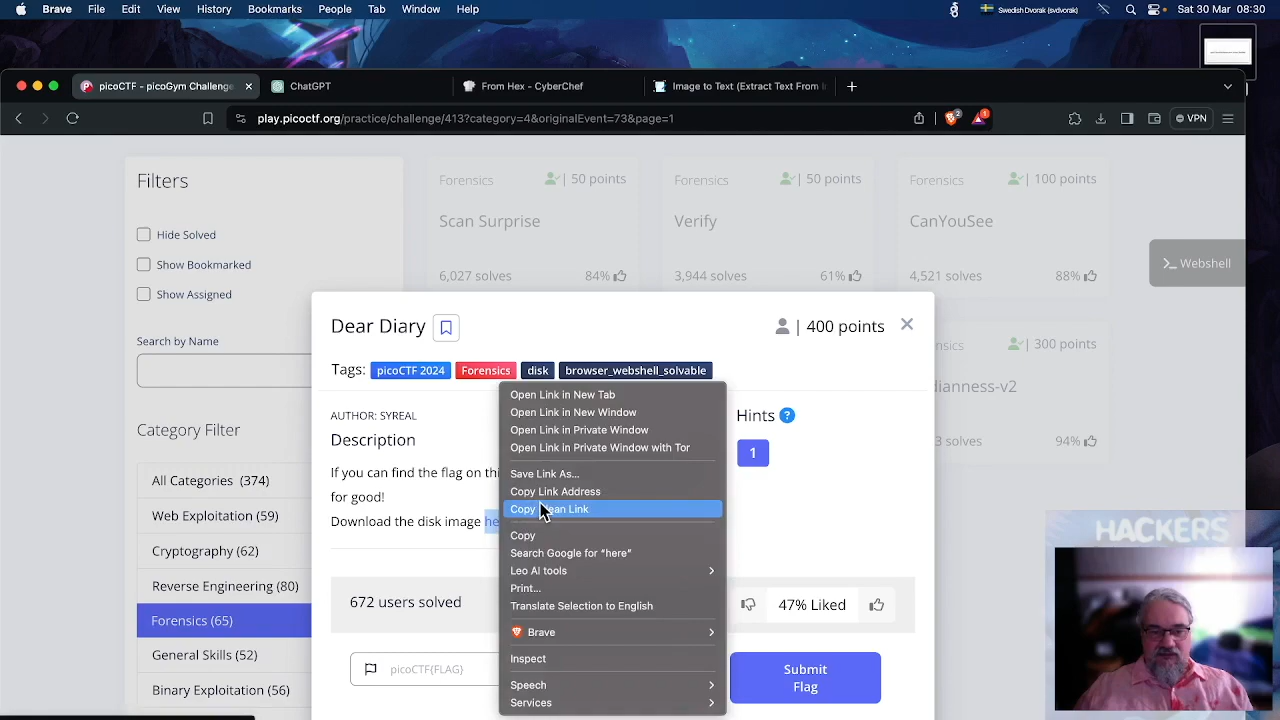 Brave File Edit View History Bookmarks People Tab Window Help Swedish Dvorak (sdvorak) Sat 30 Mar 08:30
picoCTF - picoGym Challenge ChatGPT From Hex - CyberChef Image to Text (Extract Text From
play.picoctf.org/practice/challenge/413?category=4&originalEvent=73&page=1 2 1 VPN
Filters
Hide Solved
Show Bookmarked
Show Assigned
Search by Name
Category Filter
All Categories (374)
Web Exploitation (59)
Cryptography (62)
Reverse Engineering (80)
Forensics (65)
General Skills (52)
Binary Exploitation (56)
Forensics | 50 points
Scan Surprise
6,027 solves 84%
Forensics | 50 points
Verify
3,944 solves 61%
Forensics | 100 points
CanYouSee
4,521 solves 88%
nsics | 300 points
dianness-v2
3 solves 94%
Webshell
Dear Diary | 400 points
Tags: picoCTF 2024 Forensics disk browser_webshell_solvable
AUTHOR: SYREAL
Description
If you can find the flag on thi
for good!
Download the disk image he
Hints ?
1
672 users solved 47% Liked
picoCTF{FLAG}
Submit
Flag
Open Link in New Tab
Open Link in New Window
Open Link in Private Window
Open Link in Private Window with Tor
Save Link As...
Copy Link Address
Copy ean Link
Copy
Search Google for “here”
Leo AI tools
Print...
Translate Selection to English
Brave
Inspect
Speech
Services
HACKERS